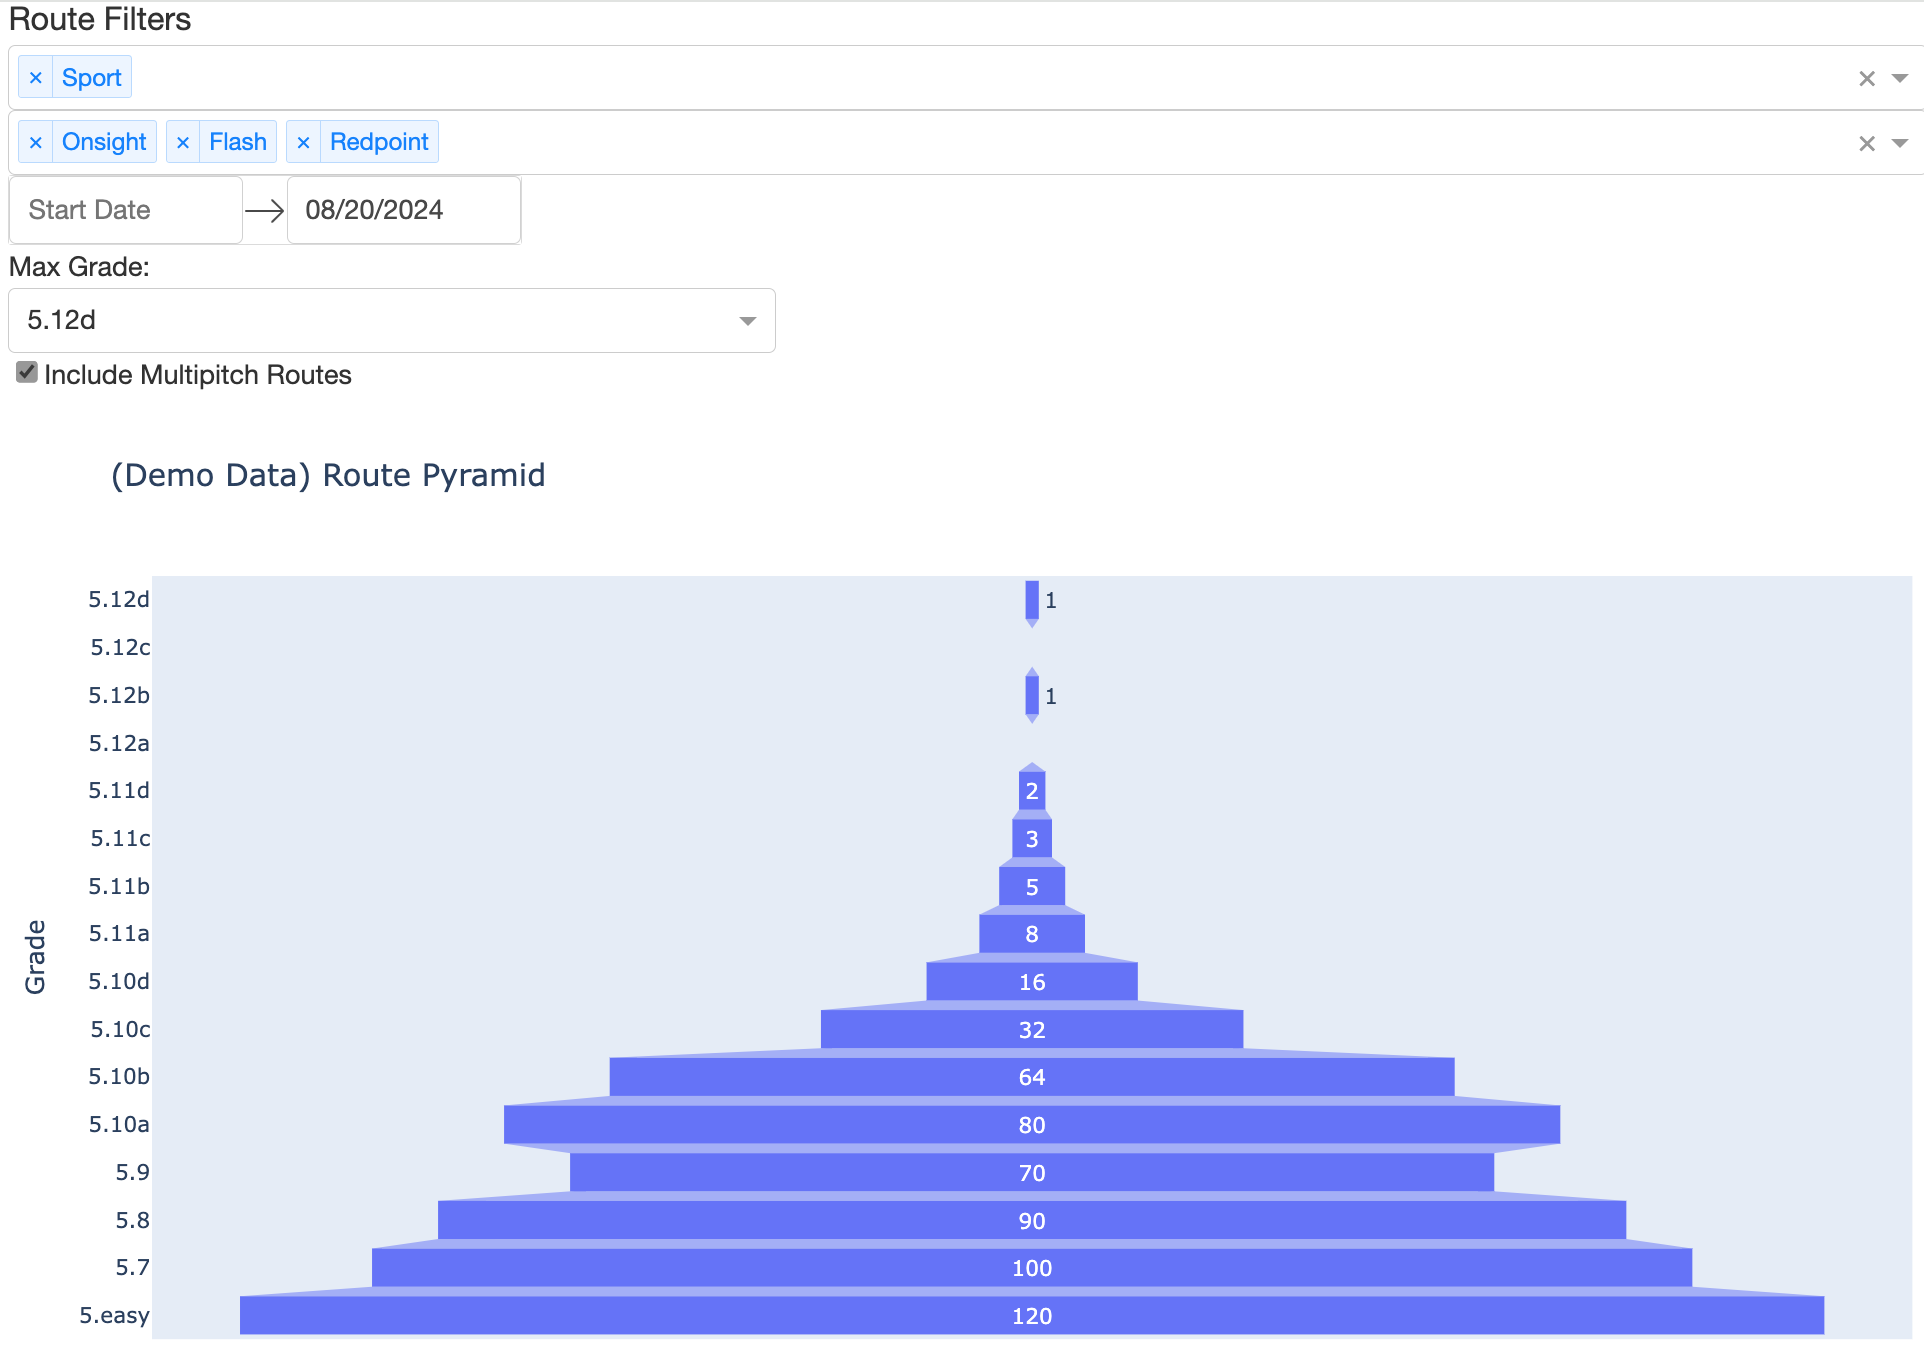 Route Filters
× Sport × 
× Onsight × Flash × Redpoint ×
Start Date → 08/20/2024
Max Grade:
5.12d
Include Multipitch Routes
(Demo Data) Route Pyramid
Grade
5.12d 1
5.12c
5.12b 1
5.12a
5.11d 2
5.11c 3
5.11b 5
5.11a 8
5.10d 16
5.10c 32
5.10b 64
5.10a 80
5.9 70
5.8 90
5.7 100
5.easy 120